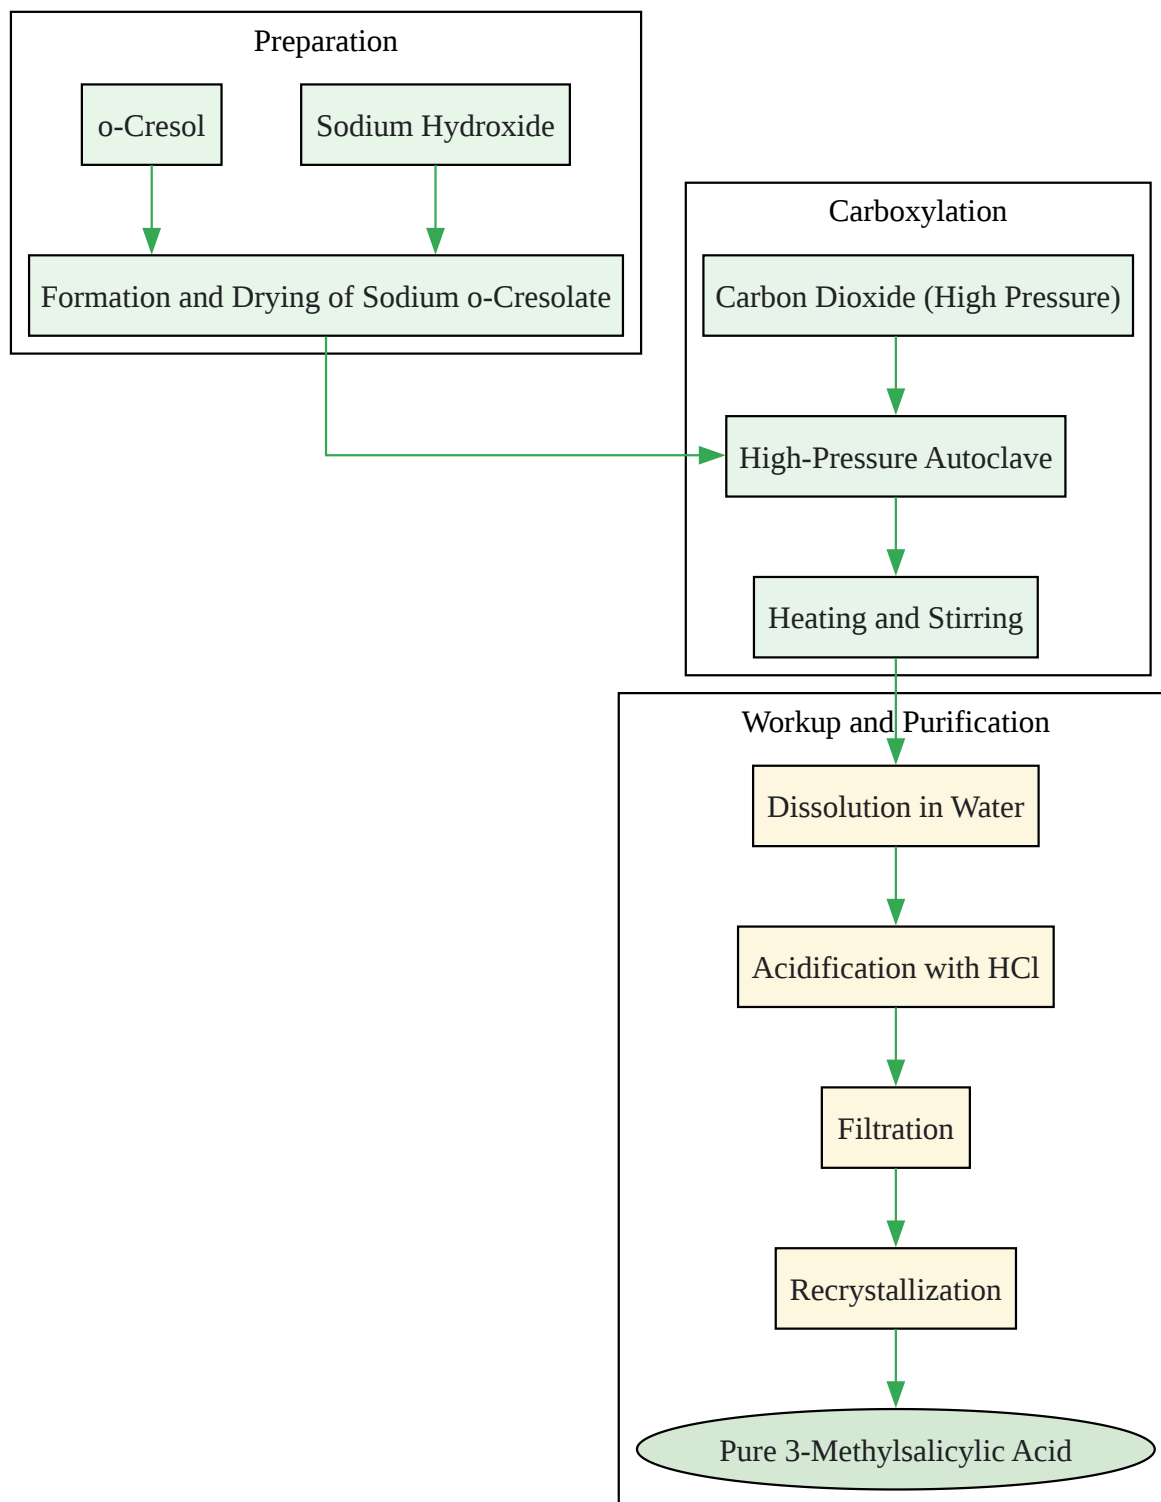 Preparation
o-Cresol
Sodium Hydroxide
Formation and Drying of Sodium o-Cresolate
Carboxylation
Carbon Dioxide (High Pressure)
High-Pressure Autoclave
Heating and Stirring
Workup and Purification
Dissolution in Water
Acidification with HCl
Filtration
Recrystallization
Pure 3-Methylsalicylic Acid